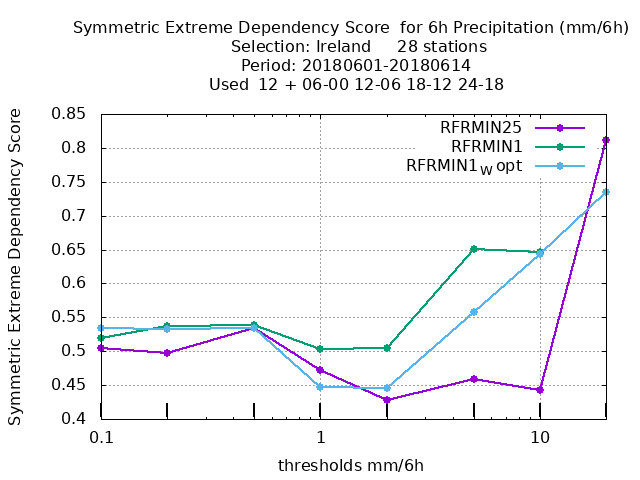 Symmetric Extreme Dependency Score  for 6h Precipitation (mm/6h)
Selection: Ireland     28 stations
Period: 20180601-20180614
Used  12 + 06-00 12-06 18-12 24-18
Symmetric Extreme Dependency Score
0.85
0.8
0.75
0.7
0.65
0.6
0.55
0.5
0.45
0.4
RFRMIN25
RFRMIN1
RFRMIN1W opt
0.1
1
10
thresholds mm/6h